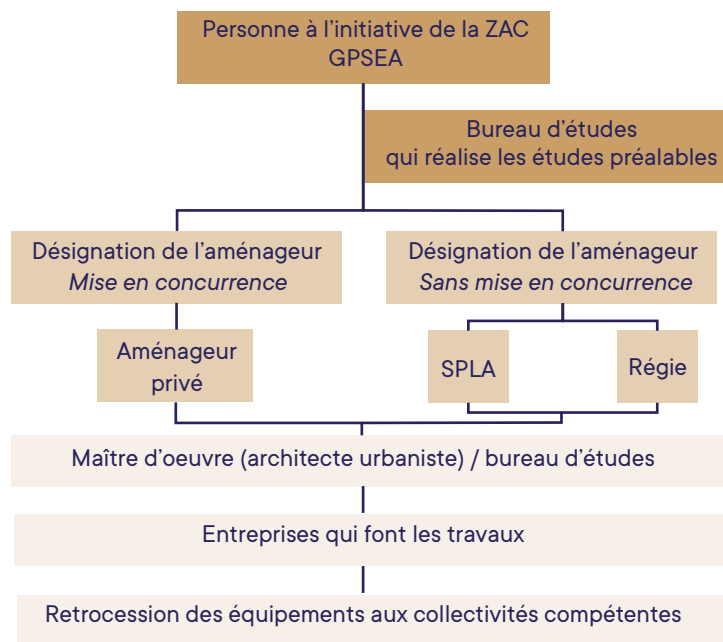 Personne à l'initiative de la ZAC
GPSEA
Bureau d'études
qui réalise les études préalables
Désignation de l'aménageur
Mise en concurrence
Désignation de l'aménageur
Sans mise en concurrence
Aménageur
privé
SPLA
Régie
Maître d'oeuvre (architecte urbaniste) / bureau d'études
Entreprises qui font les travaux
Retrocession des équipements aux collectivités compétentes